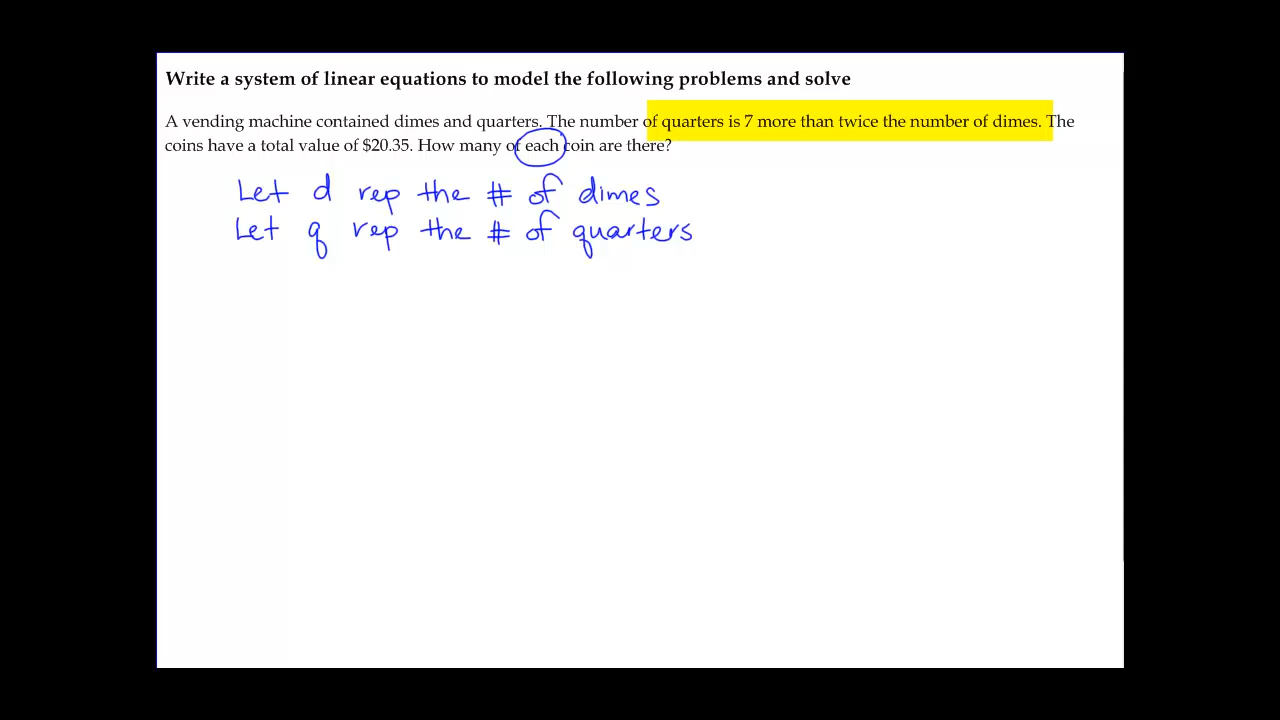 Write a system of linear equations to model the following problems and solve
A vending machine contained dimes and quarters. The number of quarters is 7 more than twice the number of dimes. The
coins have a total value of $20.35. How many of each coin are there?
Let d rep the # of dimes
Let q rep the # of quarters